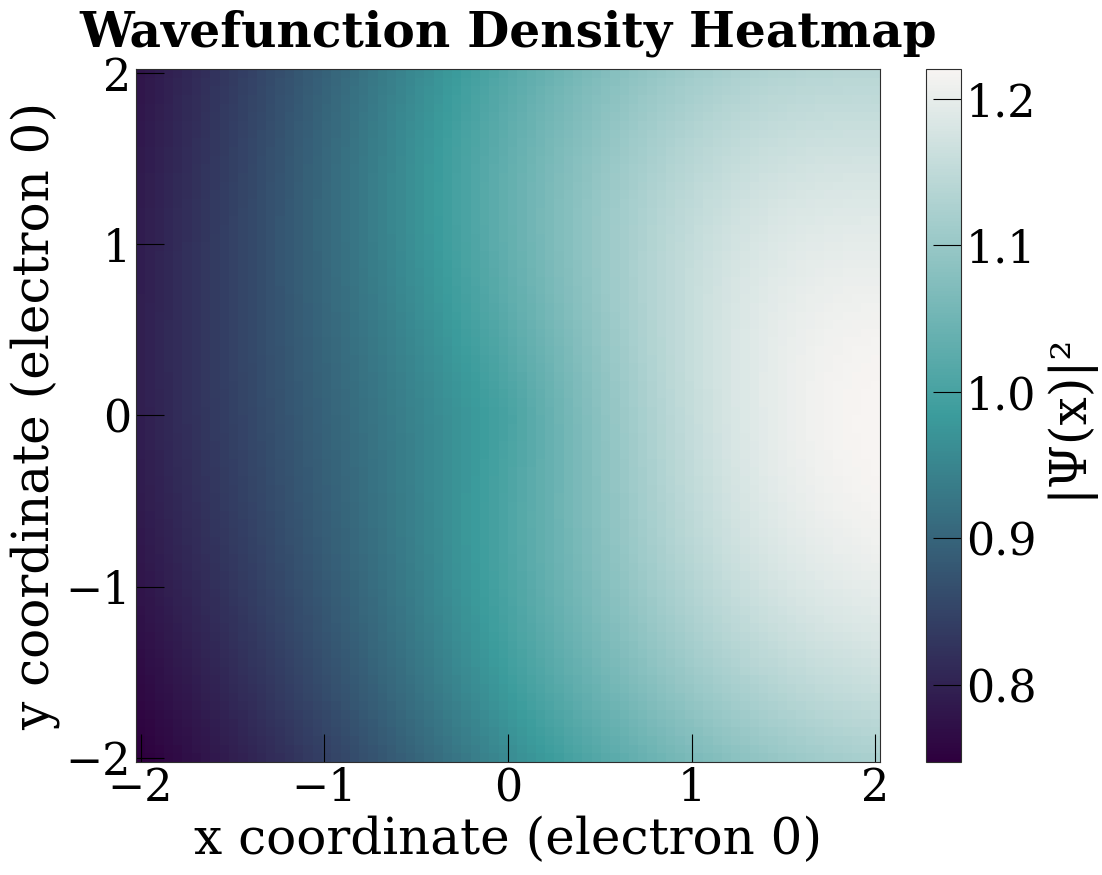 Wavefunction Density Heatmap
y coordinate (electron 0)
2
1
0
−1
−2
−2 −1 0 1 2
x coordinate (electron 0)
1.2
1.1
1.0
0.9
0.8
|Ψ(x)|²